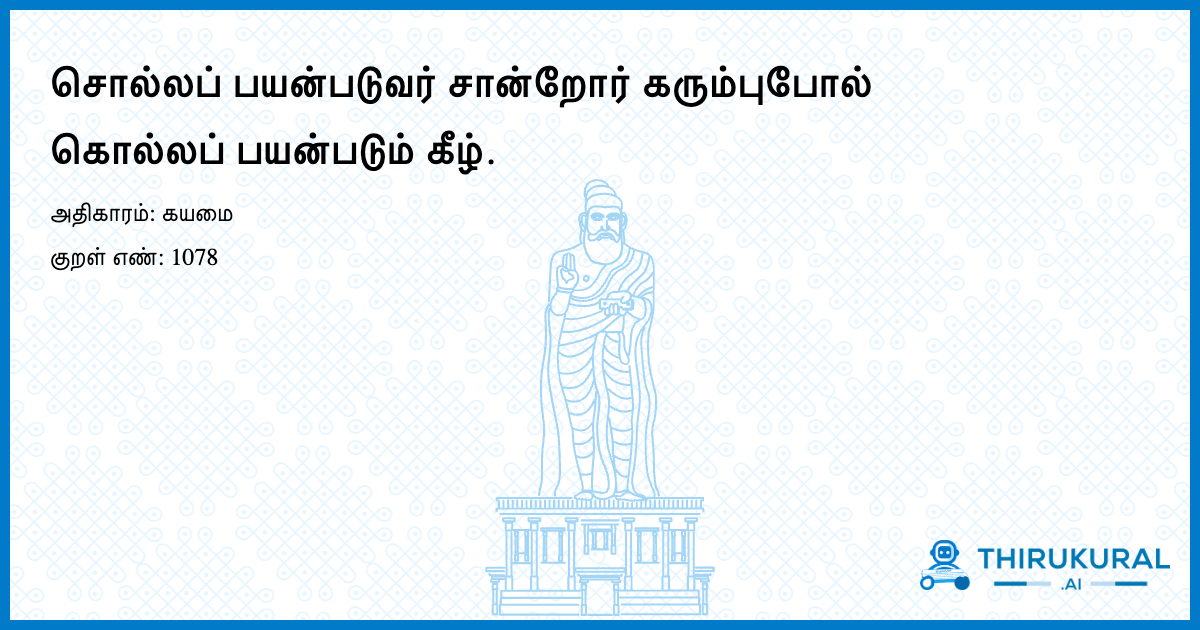 சொல்லப் பயன்படுவர் சான்றோர் கரும்புபோல்
கொல்லப் பயன்படும் கீழ்.
அதிகாரம்: கயமை
குறள் எண்: 1078
THIRUKURAL
.AI